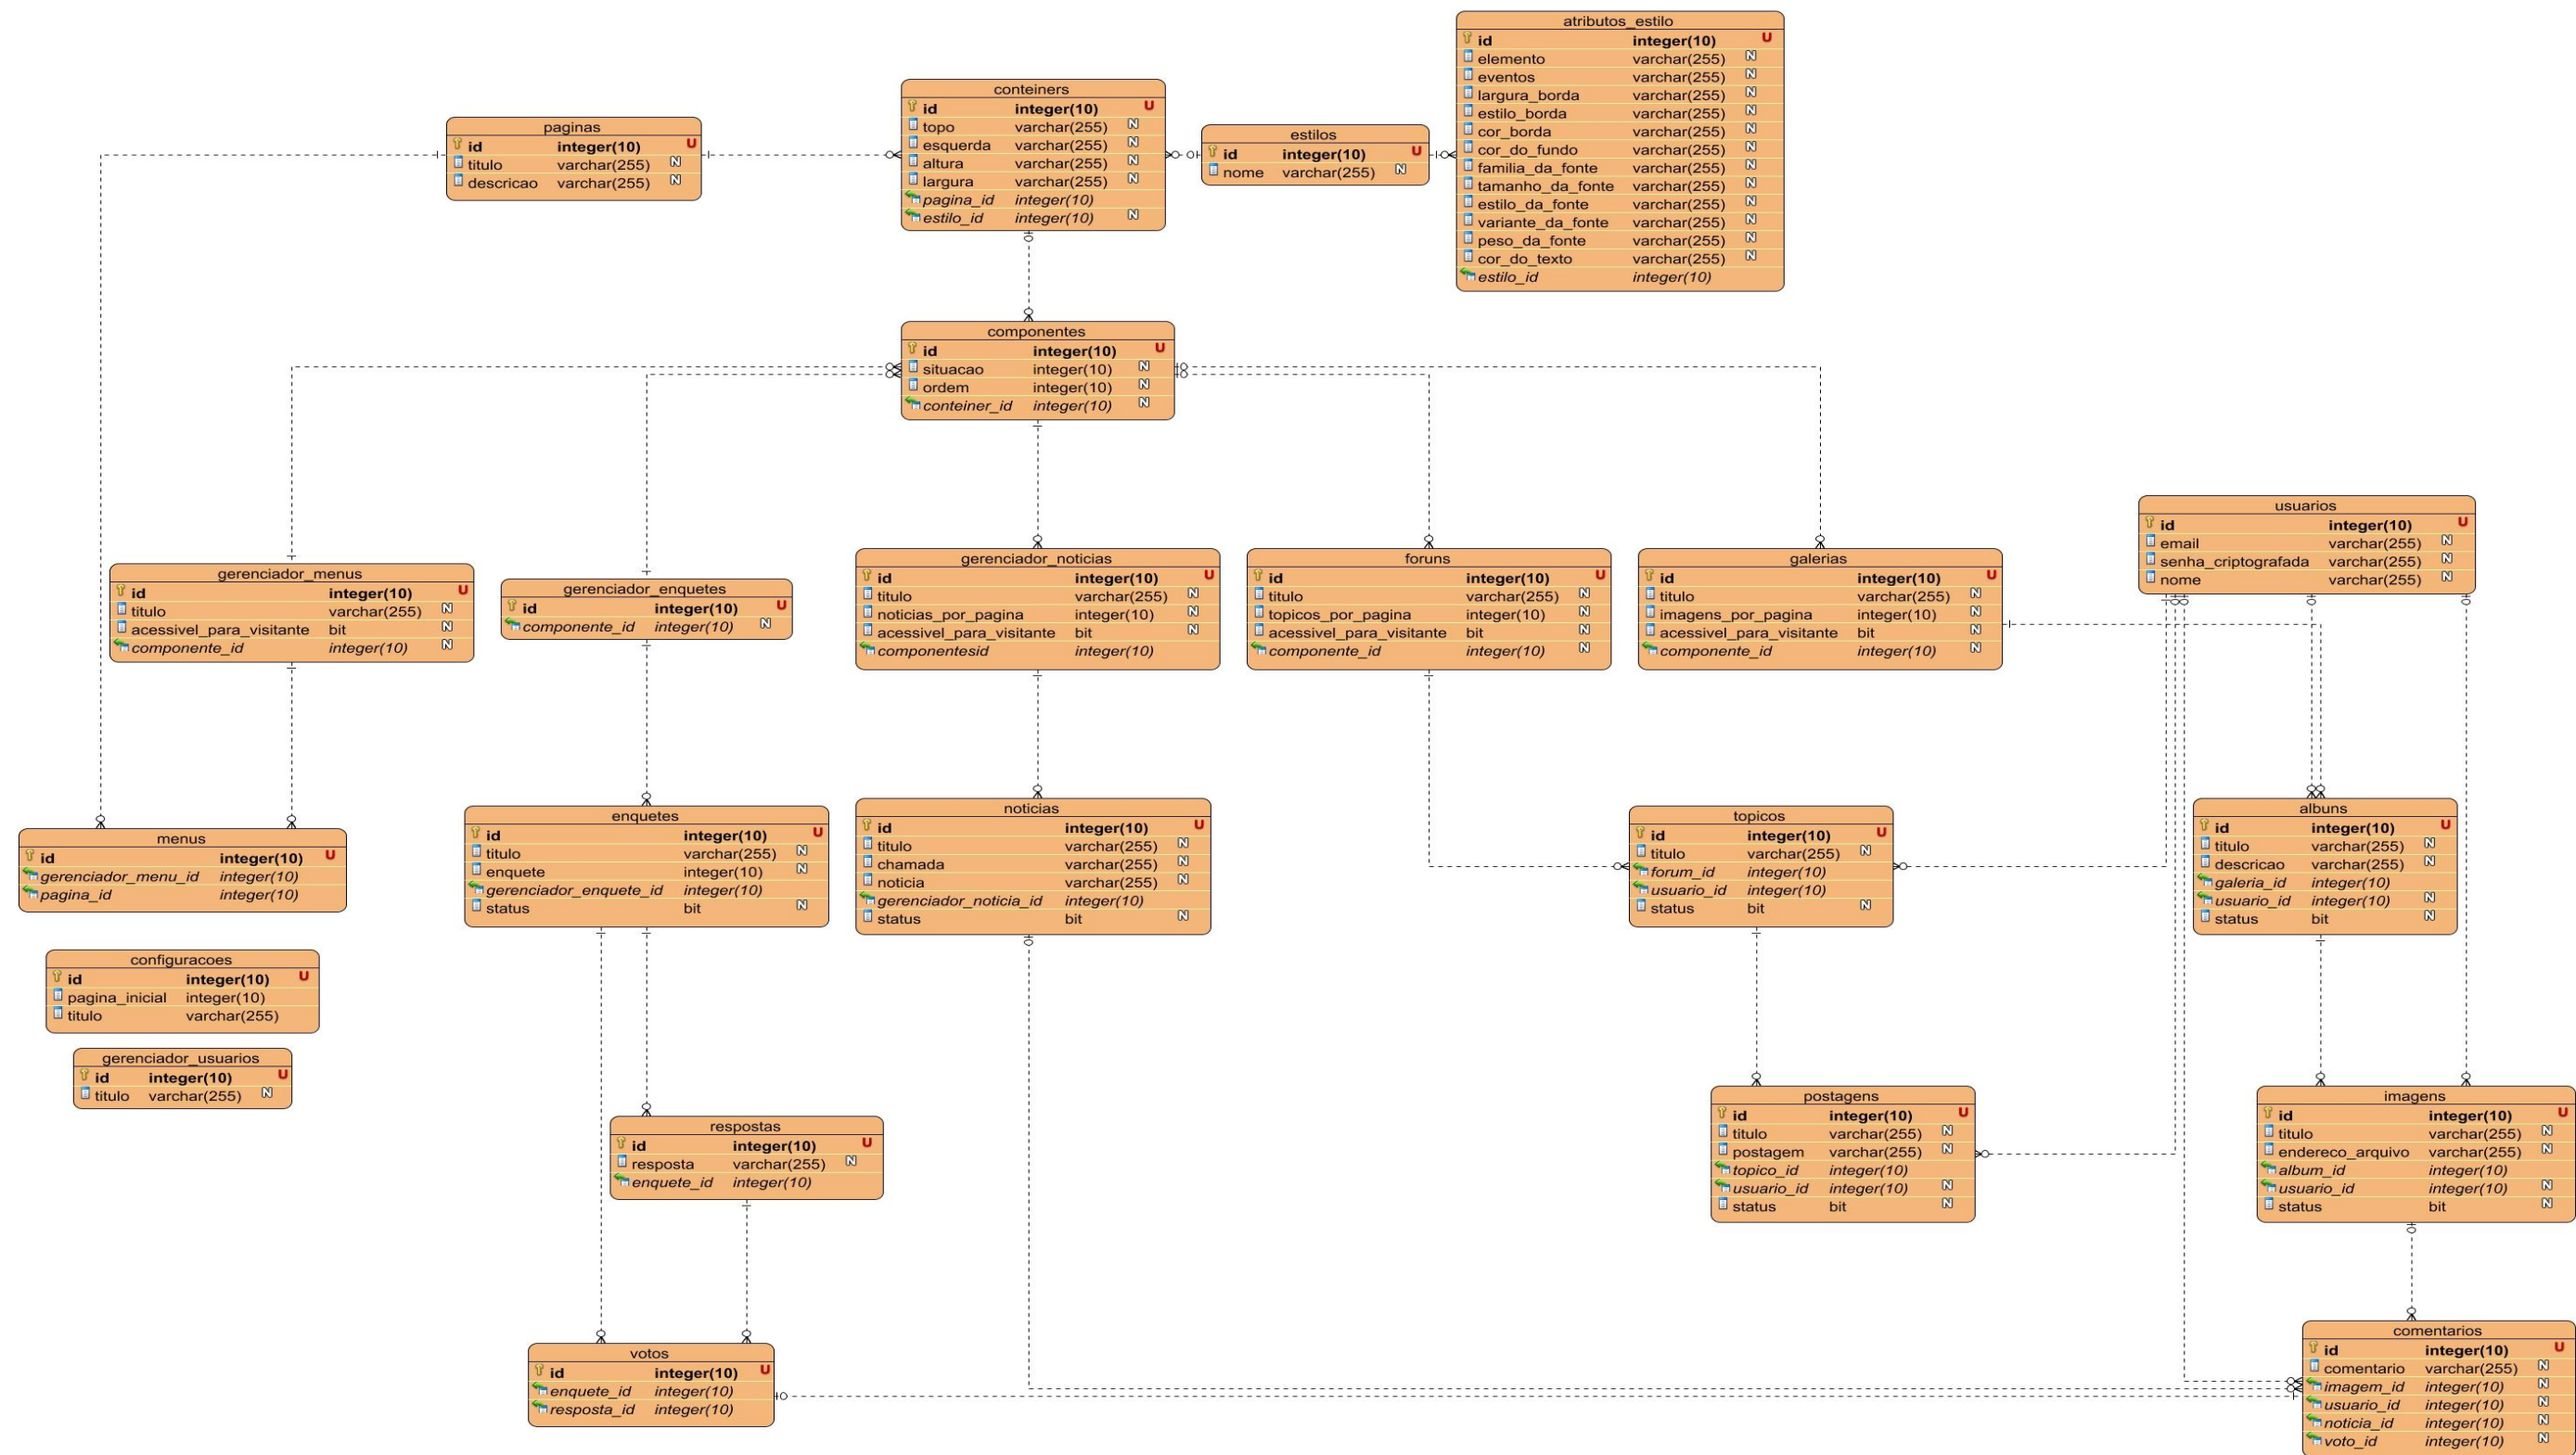 atributos_estilo
id integer(10) U
elemento varchar(255) N
eventos varchar(255) N
largura_borda varchar(255) N
estilo_borda varchar(255) N
cor_borda varchar(255) N
cor_do_fundo varchar(255) N
familia_da_fonte varchar(255) N
tamanho_da_fonte varchar(255) N
estilo_da_fonte varchar(255) N
variante_da_fonte varchar(255) N
peso_da_fonte varchar(255) N
cor_do_texto varchar(255) N
estilo_id integer(10)
conteiners
id integer(10) U
topo varchar(255) N
esquerda varchar(255) N
altura varchar(255) N
largura varchar(255) N
pagina_id integer(10)
estilo_id integer(10) N
paginas
id integer(10) U
titulo varchar(255) N
descricao varchar(255) N
estilos
id integer(10) U
nome varchar(255) N
componentes
id integer(10) U
situacao integer(10) N
ordem integer(10) N
conteiner_id integer(10) N
usuarios
id integer(10) U
email varchar(255) N
senha_criptografada varchar(255) N
nome varchar(255) N
gerenciador_menus
id integer(10) U
titulo varchar(255) N
acessivel_para_visitante bit N
componente_id integer(10) N
gerenciador_enquetes
id integer(10) U
componente_id integer(10) N
gerenciador_noticias
id integer(10) U
titulo varchar(255) N
noticias_por_pagina integer(10) N
acessivel_para_visitante bit N
componentesid integer(10)
foruns
id integer(10) U
titulo varchar(255) N
topicos_por_pagina integer(10) N
acessivel_para_visitante bit N
componente_id integer(10) N
galerias
id integer(10) U
titulo varchar(255) N
imagens_por_pagina integer(10) N
acessivel_para_visitante bit N
componente_id integer(10) N
menus
id integer(10) U
gerenciador_menu_id integer(10)
pagina_id integer(10)
enquetes
id integer(10) U
titulo varchar(255) N
enquete integer(10) N
gerenciador_enquete_id integer(10)
status bit N
noticias
id integer(10) U
titulo varchar(255) N
chamada varchar(255) N
noticia varchar(255) N
gerenciador_noticia_id integer(10)
status bit N
topicos
id integer(10) U
titulo varchar(255) N
forum_id integer(10)
usuario_id integer(10)
status bit N
albuns
id integer(10) U
titulo varchar(255) N
descricao varchar(255) N
galeria_id integer(10)
usuario_id integer(10) N
status bit N
configuracoes
id integer(10) U
pagina_inicial integer(10)
titulo varchar(255)
gerenciador_usuarios
id integer(10) U
titulo varchar(255) N
respostas
id integer(10) U
resposta varchar(255) N
enquete_id integer(10)
postagens
id integer(10) U
titulo varchar(255) N
postagem varchar(255) N
topico_id integer(10)
usuario_id integer(10) N
status bit N
imagens
id integer(10) U
titulo varchar(255) N
endereco_arquivo varchar(255) N
album_id integer(10)
usuario_id integer(10) N
status bit N
votos
id integer(10) U
enquete_id integer(10)
resposta_id integer(10)
comentarios
id integer(10) U
comentario varchar(255) N
imagem_id integer(10) N
usuario_id integer(10) N
noticia_id integer(10) N
voto_id integer(10) N